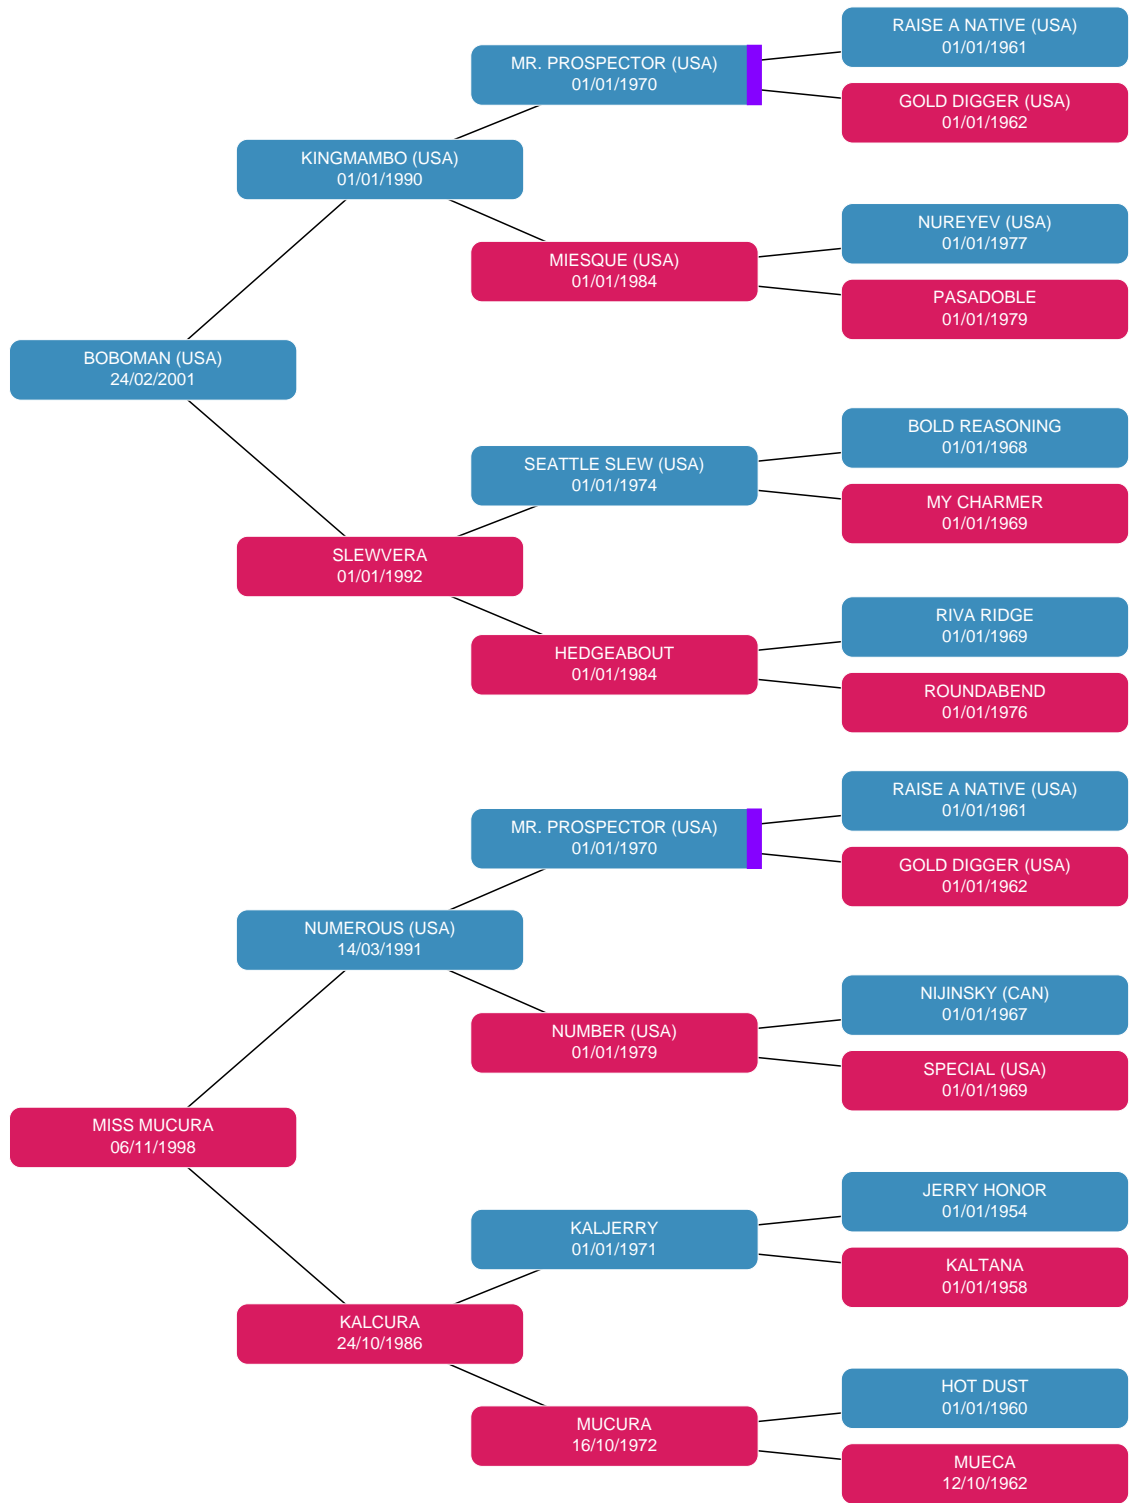 RAISE A NATIVE (USA)
01/01/1961
MR. PROSPECTOR (USA)
01/01/1970
GOLD DIGGER (USA)
01/01/1962
KINGMAMBO (USA)
01/01/1990
NUREYEV (USA)
01/01/1977
MIESQUE (USA)
01/01/1984
PASADOBLE
01/01/1979
BOBOMAN (USA)
24/02/2001
BOLD REASONING
01/01/1968
SEATTLE SLEW (USA)
01/01/1974
MY CHARMER
01/01/1969
SLEWVERA
01/01/1992
RIVA RIDGE
01/01/1969
HEDGEABOUT
01/01/1984
ROUNDABEND
01/01/1976
RAISE A NATIVE (USA)
01/01/1961
MR. PROSPECTOR (USA)
01/01/1970
GOLD DIGGER (USA)
01/01/1962
NUMEROUS (USA)
14/03/1991
NIJINSKY (CAN)
01/01/1967
NUMBER (USA)
01/01/1979
SPECIAL (USA)
01/01/1969
MISS MUCURA
06/11/1998
JERRY HONOR
01/01/1954
KALJERRY
01/01/1971
KALTANA
01/01/1958
KALCURA
24/10/1986
HOT DUST
01/01/1960
MUCURA
16/10/1972
MUECA
12/10/1962